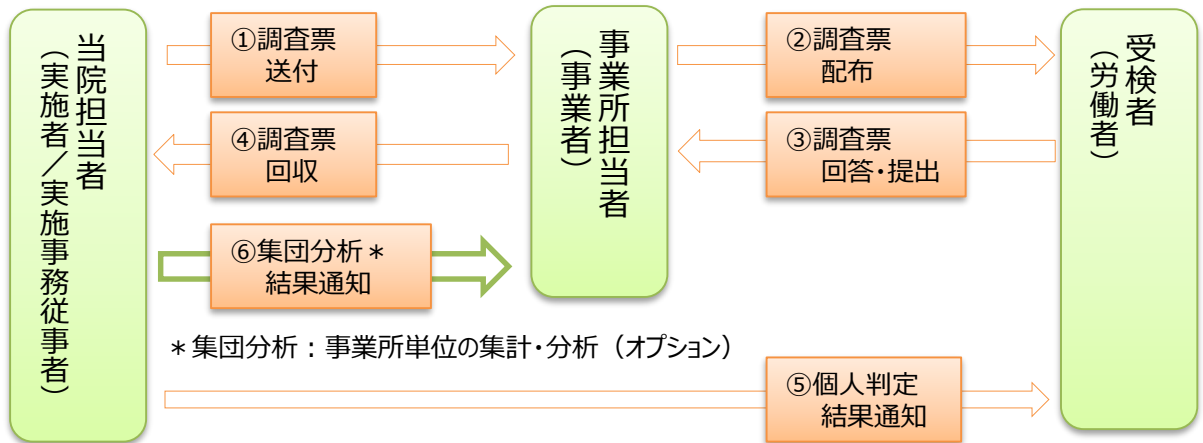 当院担当者
（実施者／実施事務従事者）
①調査票
送付
事業所担当者
（事業者）
②調査票
配布
受検者
（労働者）
④調査票
回収
③調査票
回答・提出
⑥集団分析＊
結果通知
＊集団分析：事業所単位の集計・分析（オプション）
⑤個人判定
結果通知